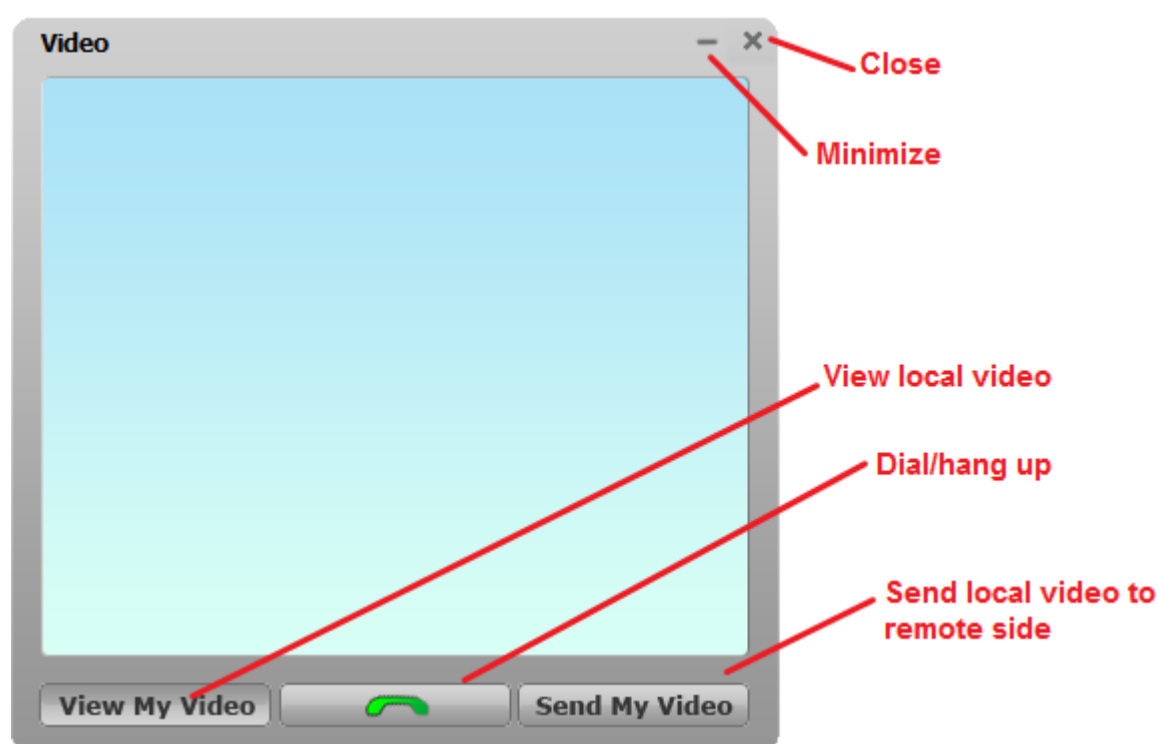 Video
Close
Minimize
View local video
Dial/hang up
Send local video to
remote side
View My Video
Send My Video